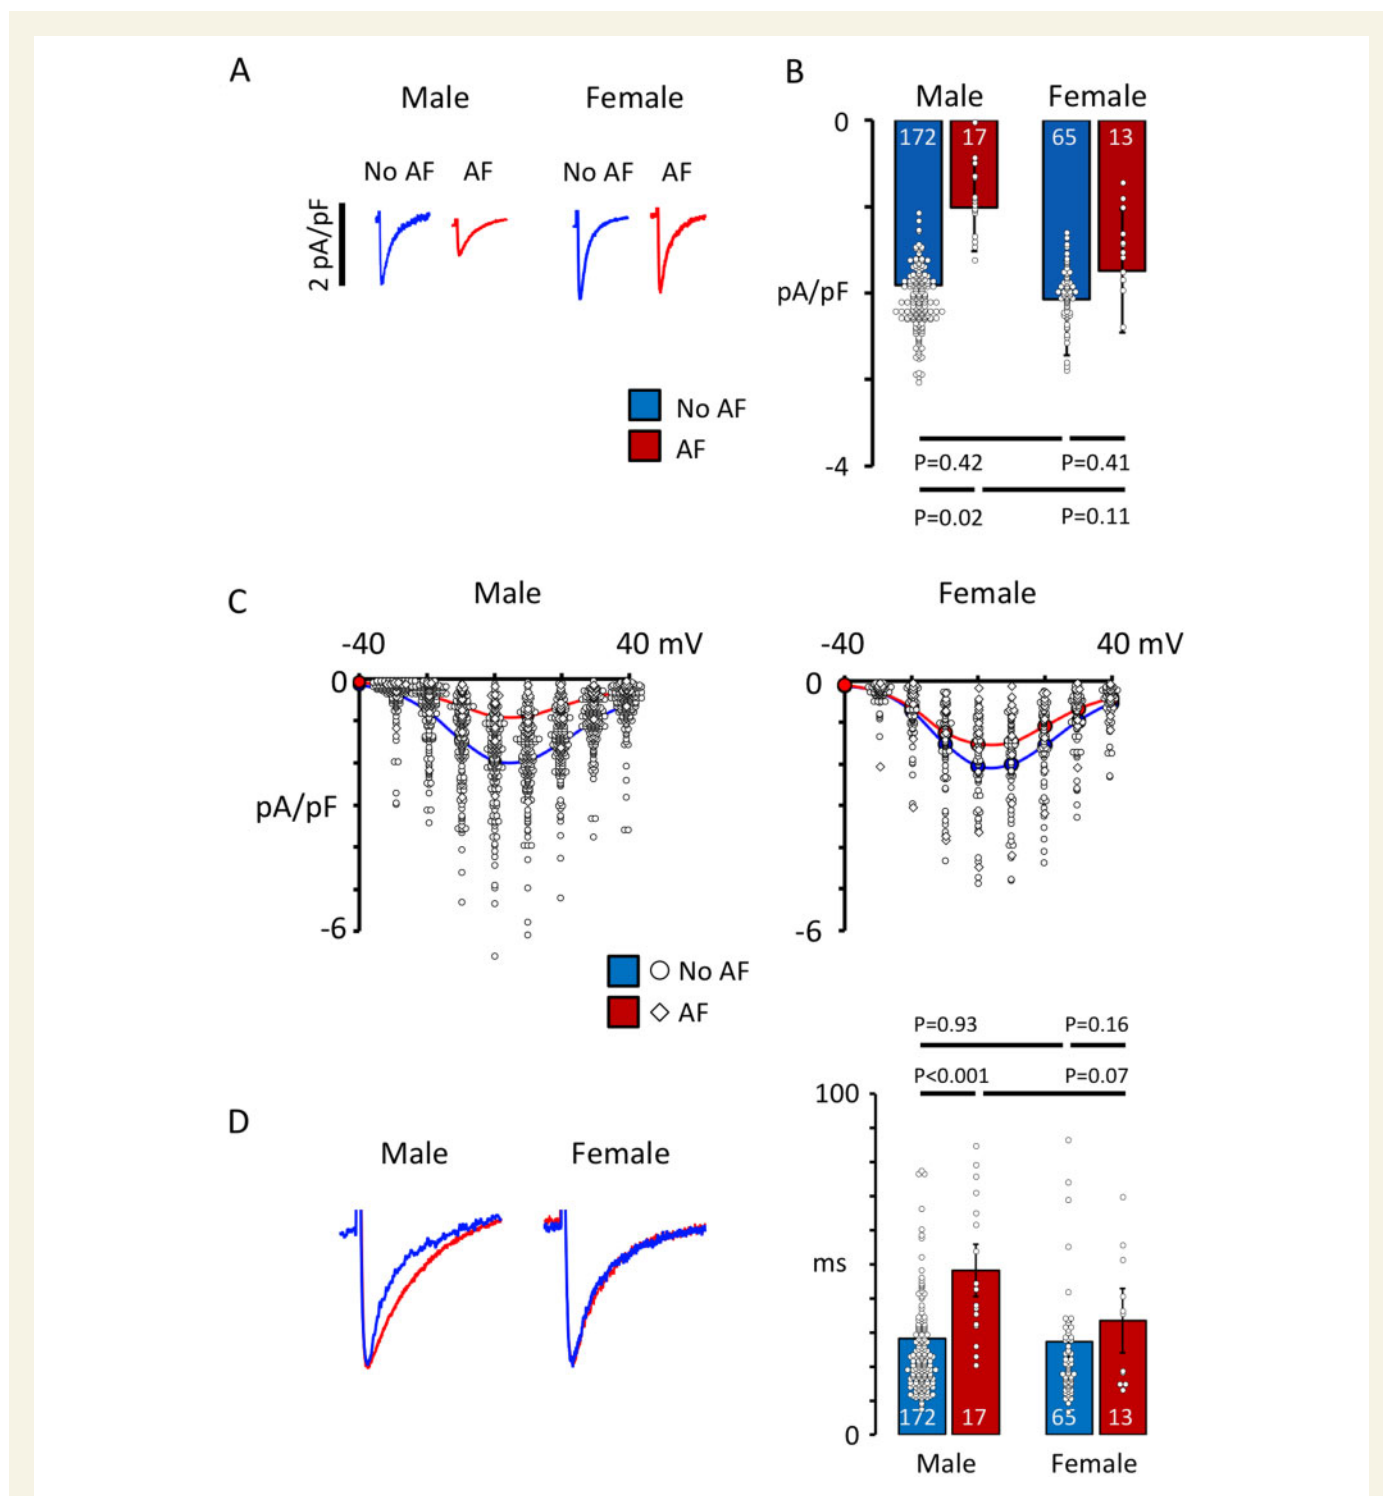 A
Male Female
No AF AF No AF AF
2 pA/pF
B
Male Female
0
172 17 65 13
pA/pF
-4
No AF
AF
P=0.42 P=0.41
P=0.02 P=0.11
C
Male Female
-40 40 mV -40 40 mV
0 0
pA/pF
-6 -6
No AF
AF
P=0.93 P=0.16
P<0.001 P=0.07
D
Male Female
100
ms
0
172 17 65 13
Male Female